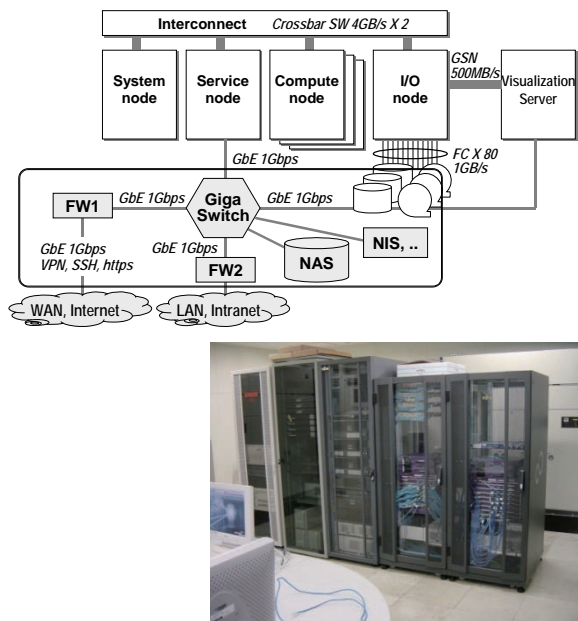 Interconnect Crossbar SW 4GB/s X 2
System
node
Service
node
Compute
node
I/O
node
GSN
500MB/s
Visualization
Server
GbE 1Gbps
FC X 80
1GB/s
FW1
GbE 1Gbps
Giga
Switch
GbE 1Gbps
GbE 1Gbps
VPN, SSH, https
GbE 1Gbps
FW2
NAS
NIS, ..
WAN, Internet
LAN, Intranet